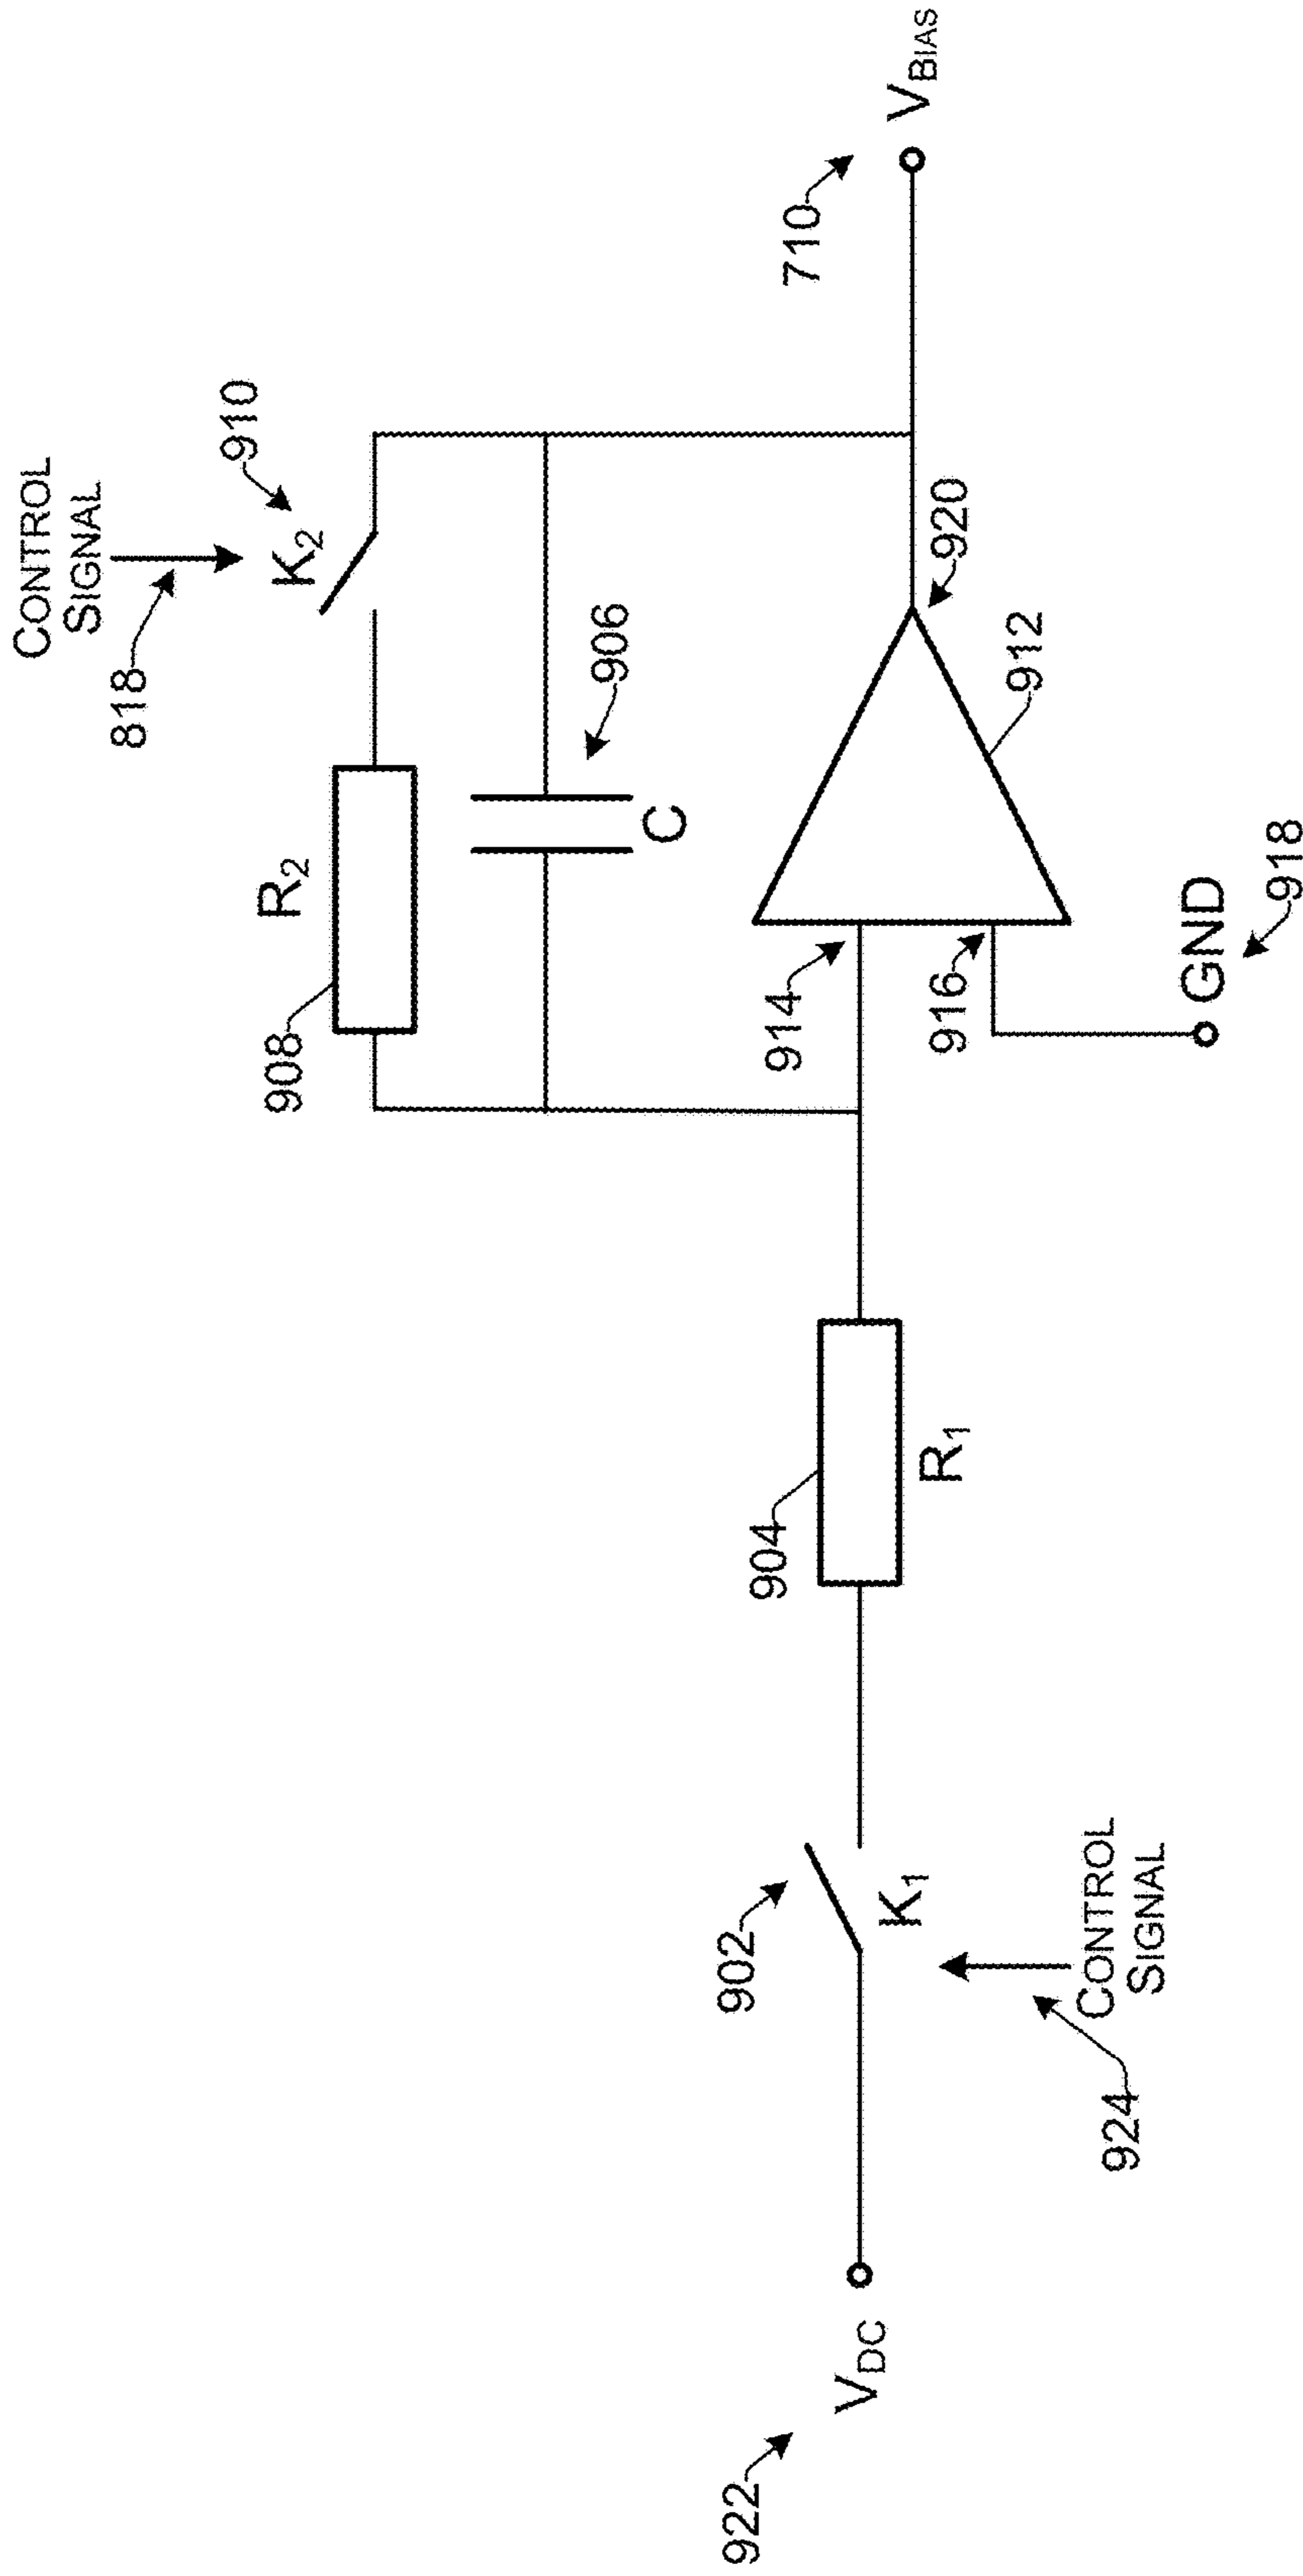 CONTROL
SIGNAL
818
910
K2
R2
908
906
C
710
VBIAS
914
920
916
912
GND
918
922
VDC
902
K1
904
R1
924
CONTROL
SIGNAL